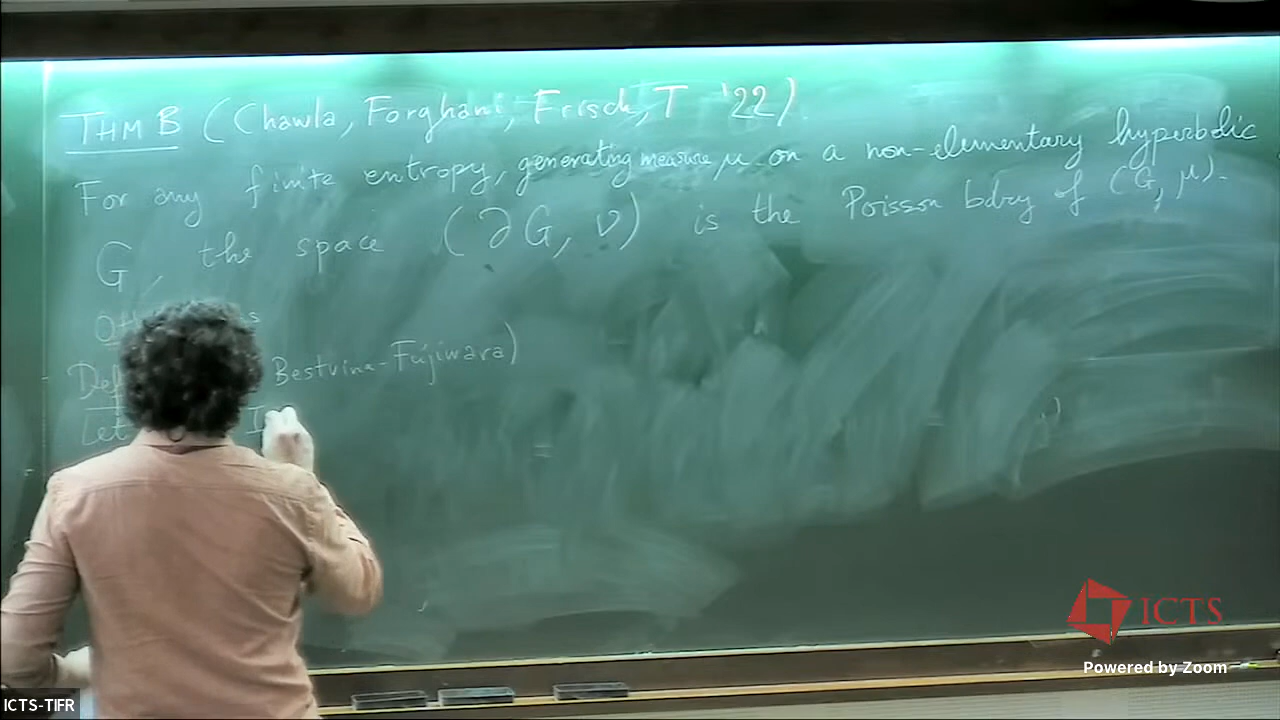 THM B (Chawla, Forghani, Frisch, T '22).
For any finite entropy, generating measure μ on a non-elementary hyperbolic
G, the space (∂G, ν) is the Poisson bdry of (G, μ).
Bestvina-Fujiwara)
Let I
ICTS
Powered by Zoom
ICTS-TIFR